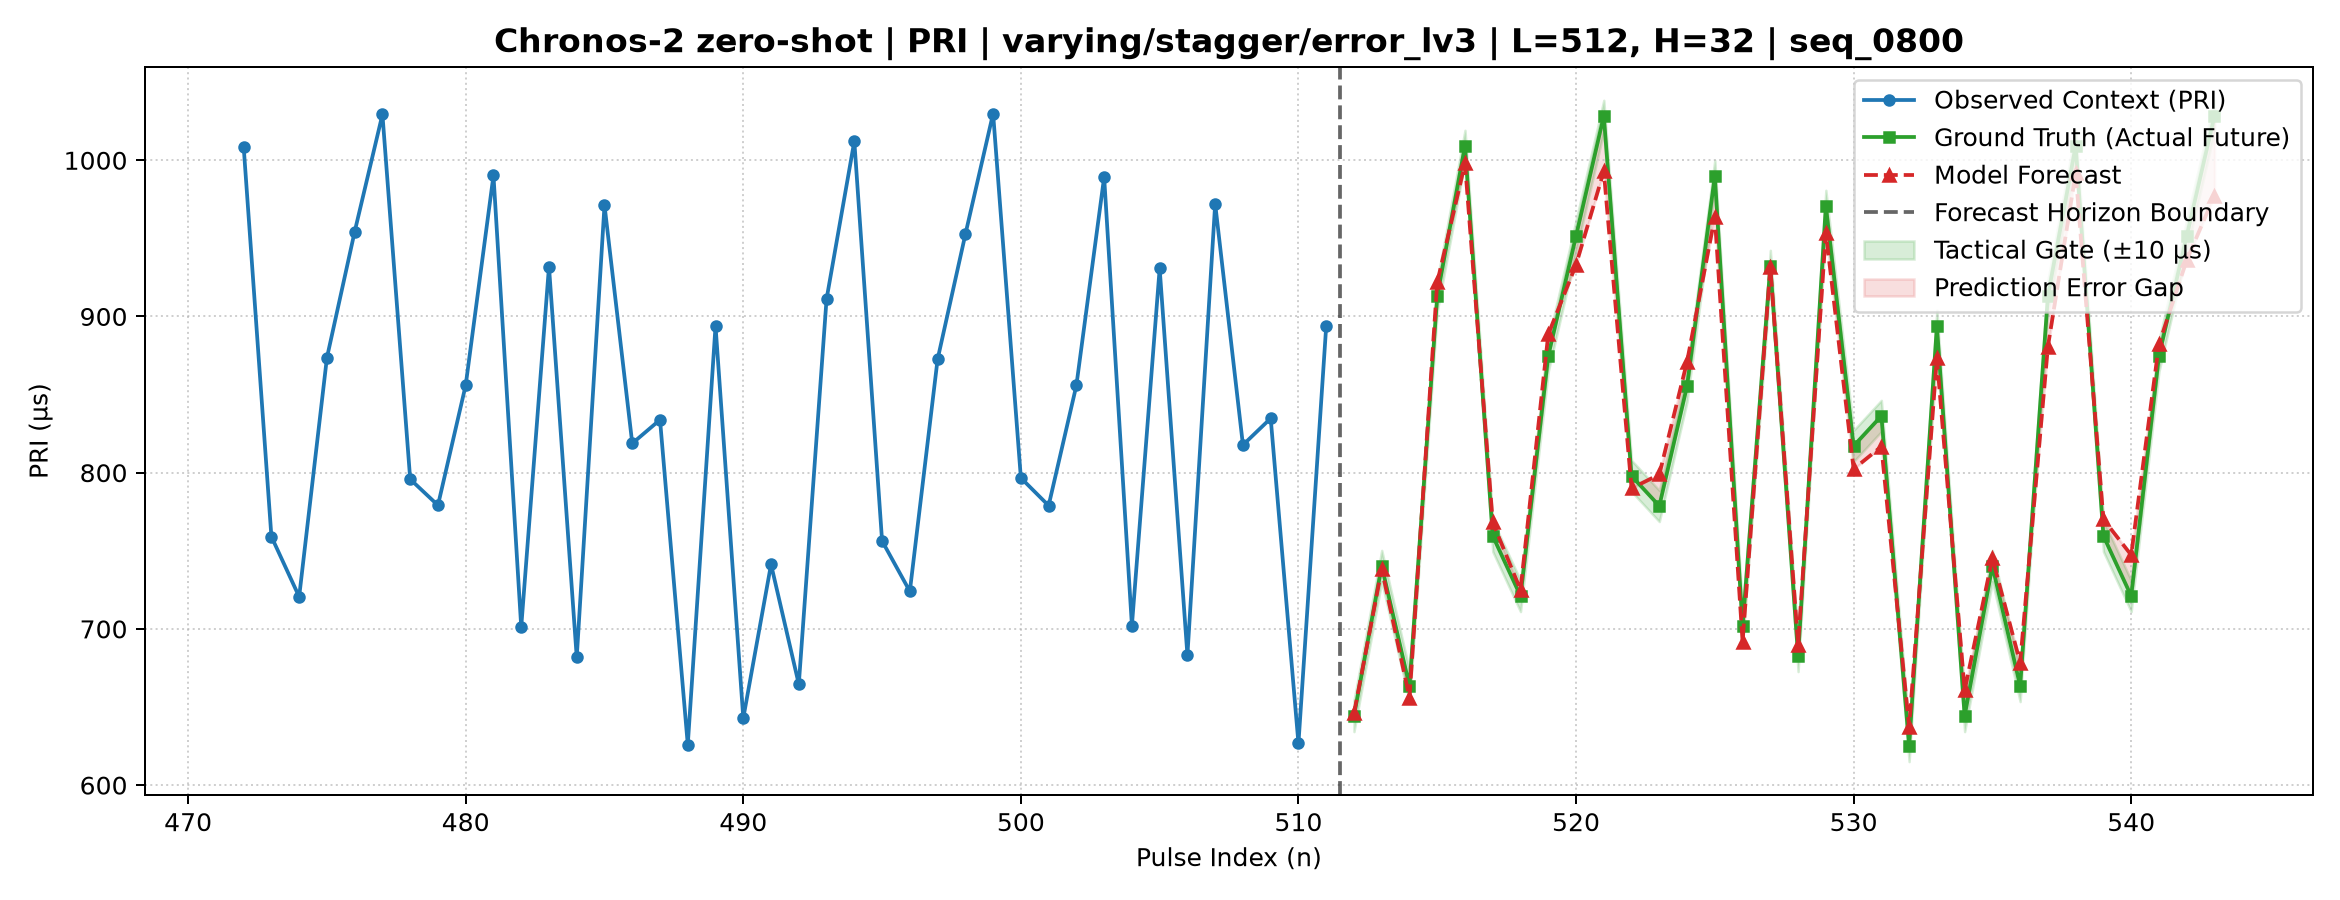 Chronos-2 zero-shot | PRI | varying/stagger/error_lv3 | L=512, H=32 | seq_0800
Observed Context (PRI)
Ground Truth (Actual Future)
Model Forecast
Forecast Horizon Boundary
Tactical Gate (±10 μs)
Prediction Error Gap
PRI (μs)
1000
900
800
700
600
470 480 490 500 510 520 530 540
Pulse Index (n)